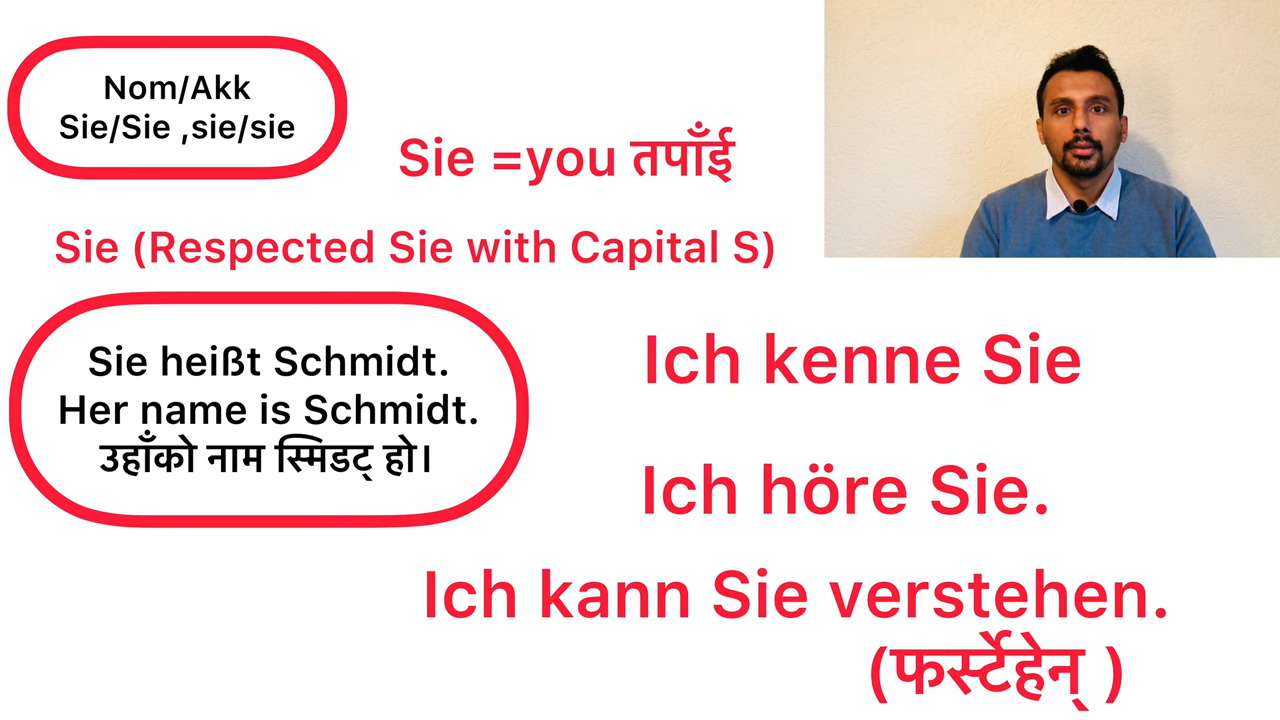 Nom/Akk
Sie/Sie ,sie/sie
Sie =you तपाँई
Sie (Respected Sie with Capital S)
Sie heißt Schmidt.
Her name is Schmidt.
उहाँको नाम स्मिडट् हो।
Ich kenne Sie
Ich höre Sie.
Ich kann Sie verstehen.
(फर्स्टेहेन् )